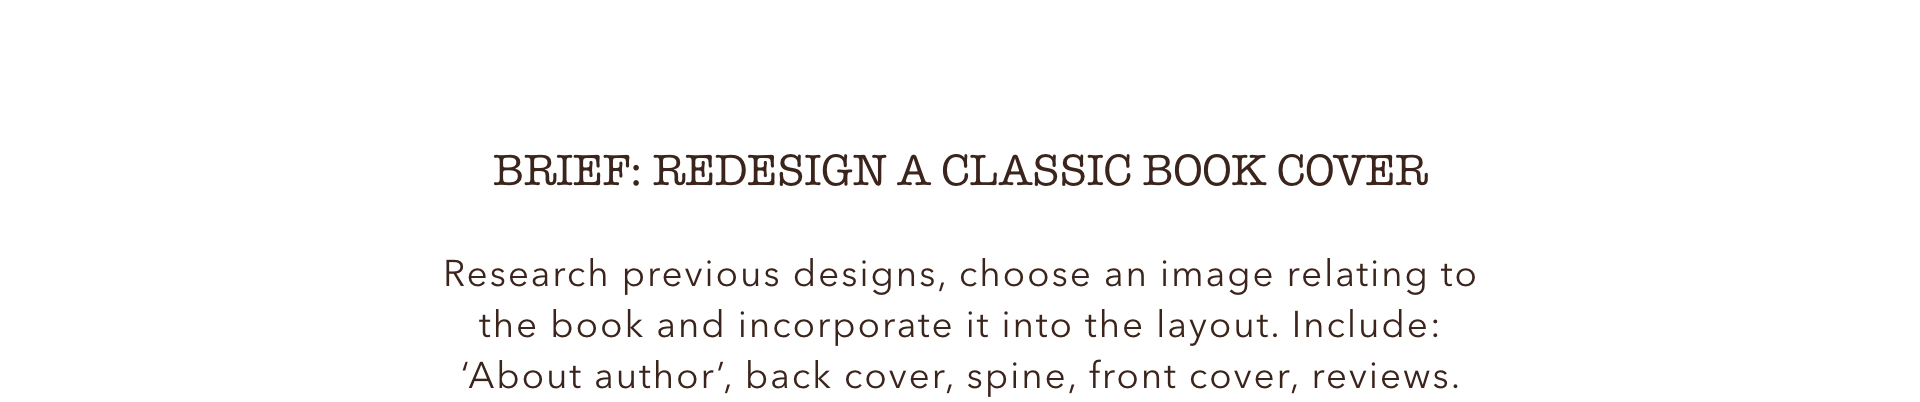 BRIEF: REDESIGN A CLASSIC BOOK COVER
Research previous designs, choose an image relating to
the book and incorporate it into the layout. Include:
‘About author’, back cover, spine, front cover, reviews.